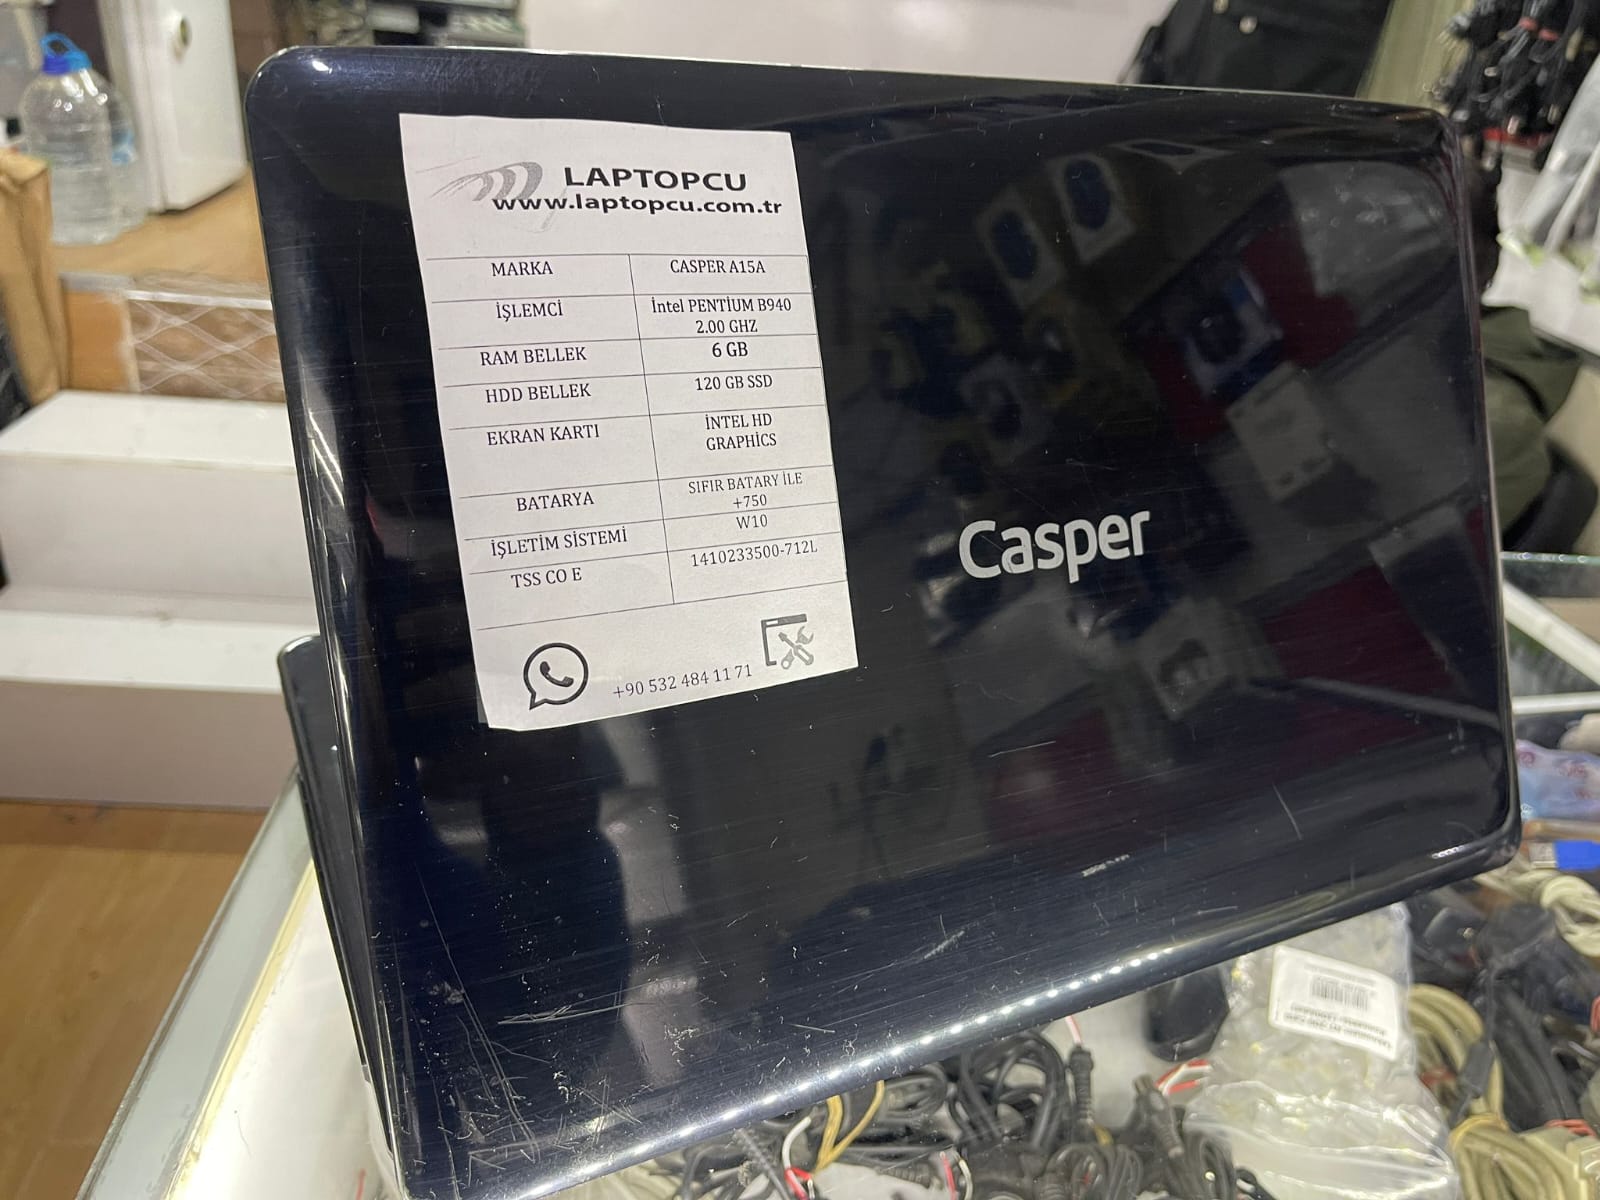 LAPTOPCU
www.laptopcu.com.tr
MARKA CASPER A15A
İŞLEMCİ İntel PENTİUM B940
2.00 GHZ
RAM BELLEK 6 GB
HDD BELLEK 120 GB SSD
EKRAN KARTI İNTEL HD
GRAPHİCS
BATARYA SIFIR BATARY İLE
+750
İŞLETİM SİSTEMİ W10
TSS CO E 1410233500-712L
+90 532 484 11 71
Casper